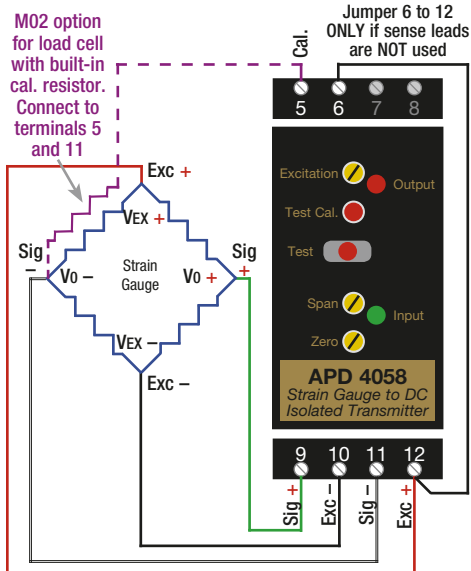 M02 option
for load cell
with built-in
cal. resistor.
Connect to
terminals 5
and 11
Jumper 6 to 12
ONLY if sense leads
are NOT used
Cal.
5 6 7 8
Exc +
VEX +
Sig
–
Vo –
Strain
Gauge
Vo +
Sig
+
VEX –
Exc –
Excitation
Output
Test Cal.
Test
Span
Input
Zero
APD 4058
Strain Gauge to DC
Isolated Transmitter
9 10 11 12
Sig +
Exc –
Sig –
Exc +